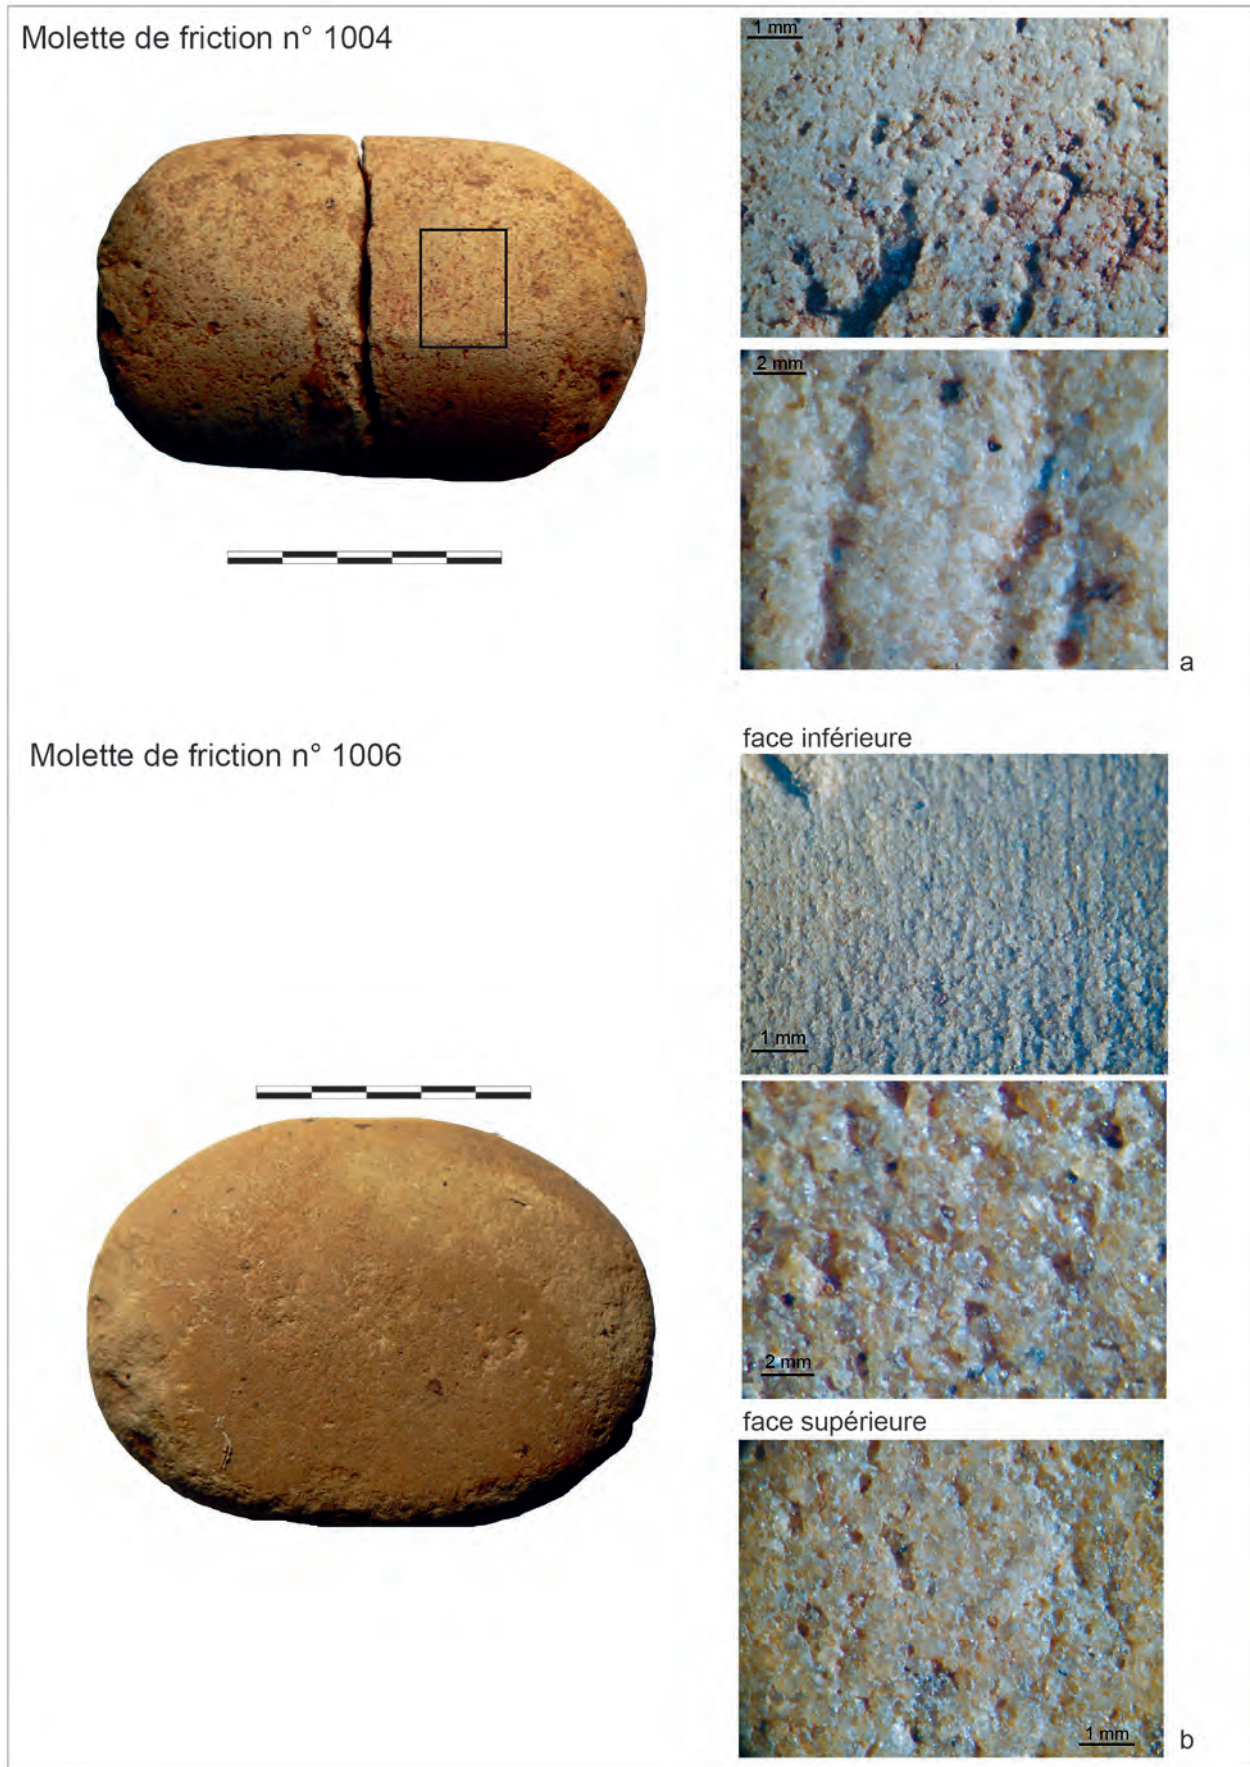 Molette de friction n° 1004
1 mm
2 mm
a
Molette de friction n° 1006
face inférieure
1 mm
2 mm
face supérieure
1 mm
b